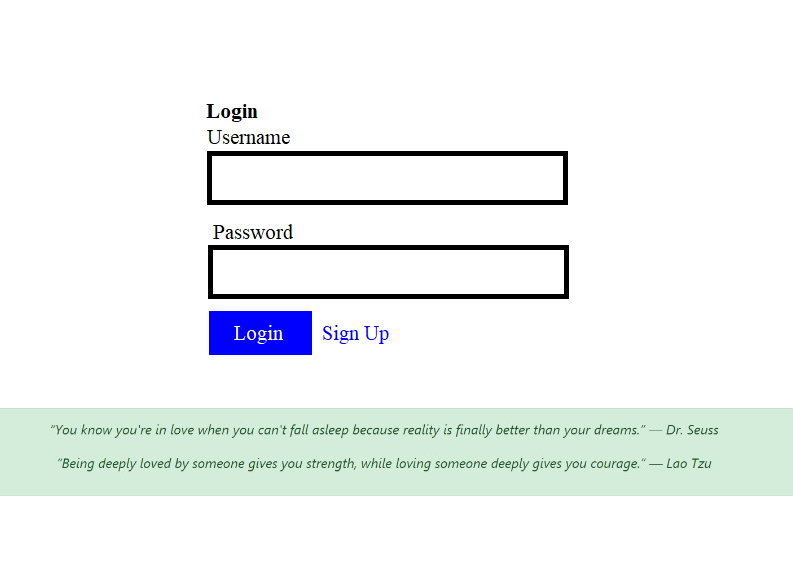 Login
Username
Password
Login Sign Up
“You know you're in love when you can't fall asleep because reality is finally better than your dreams.” — Dr. Seuss
“Being deeply loved by someone gives you strength, while loving someone deeply gives you courage.” — Lao Tzu